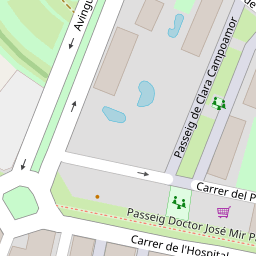 Avingu
Passeig de Clara Campoamor
Carrer del P
Passeig Doctor José Mir P
Carrer de l'Hospital